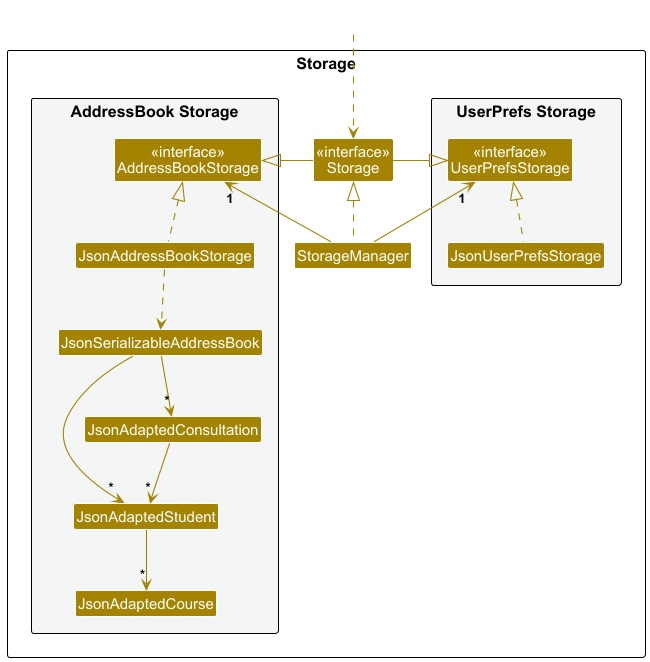 Storage
AddressBook Storage
UserPrefs Storage
«interface»
AddressBookStorage
«interface»
Storage
«interface»
UserPrefsStorage
1
1
JsonAddressBookStorage
StorageManager
JsonUserPrefsStorage
JsonSerializableAddressBook
*
JsonAdaptedConsultation
*
*
JsonAdaptedStudent
*
JsonAdaptedCourse